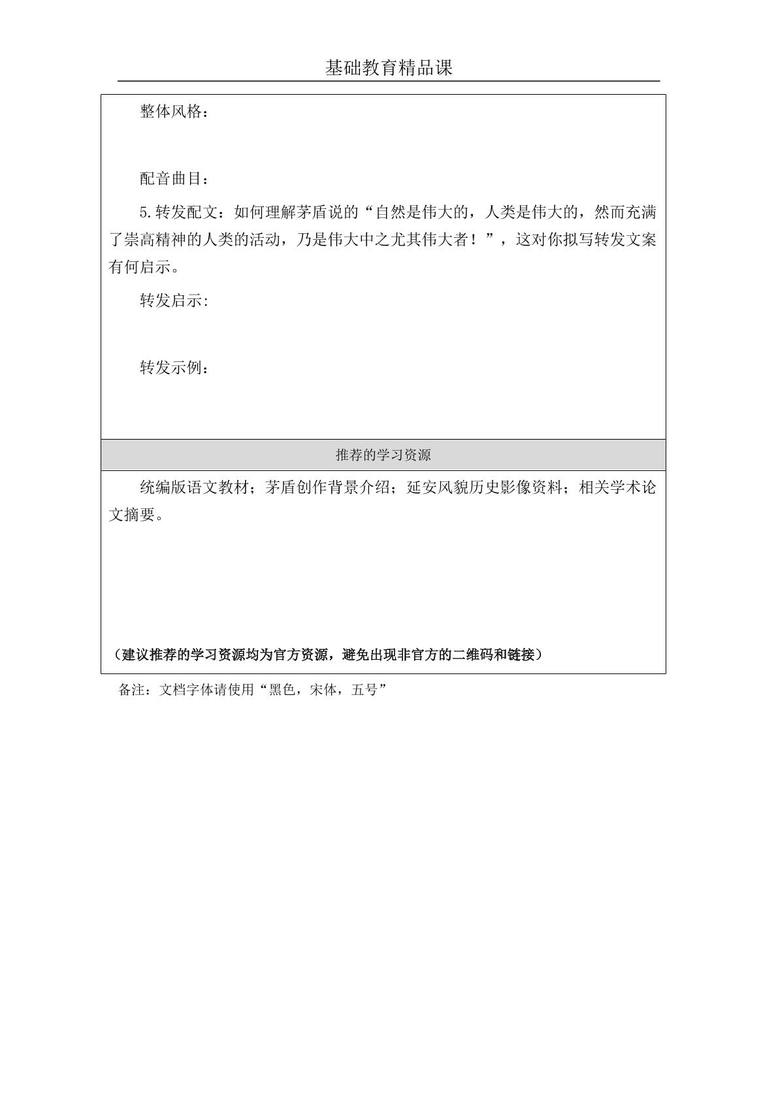 基础教育精品课
整体风格：
配音曲目：
5.转发配文：如何理解茅盾说的“自然是伟大的，人类是伟大的，然而充满
了崇高精神的人类的活动，乃是伟大中之尤其伟大者！”，这对你拟写转发文案
有何启示。
转发启示:
转发示例：
推荐的学习资源
统编版语文教材；茅盾创作背景介绍；延安风貌历史影像资料；相关学术论
文摘要。
（建议推荐的学习资源均为官方资源，避免出现非官方的二维码和链接）
备注：文档字体请使用“黑色，宋体，五号”